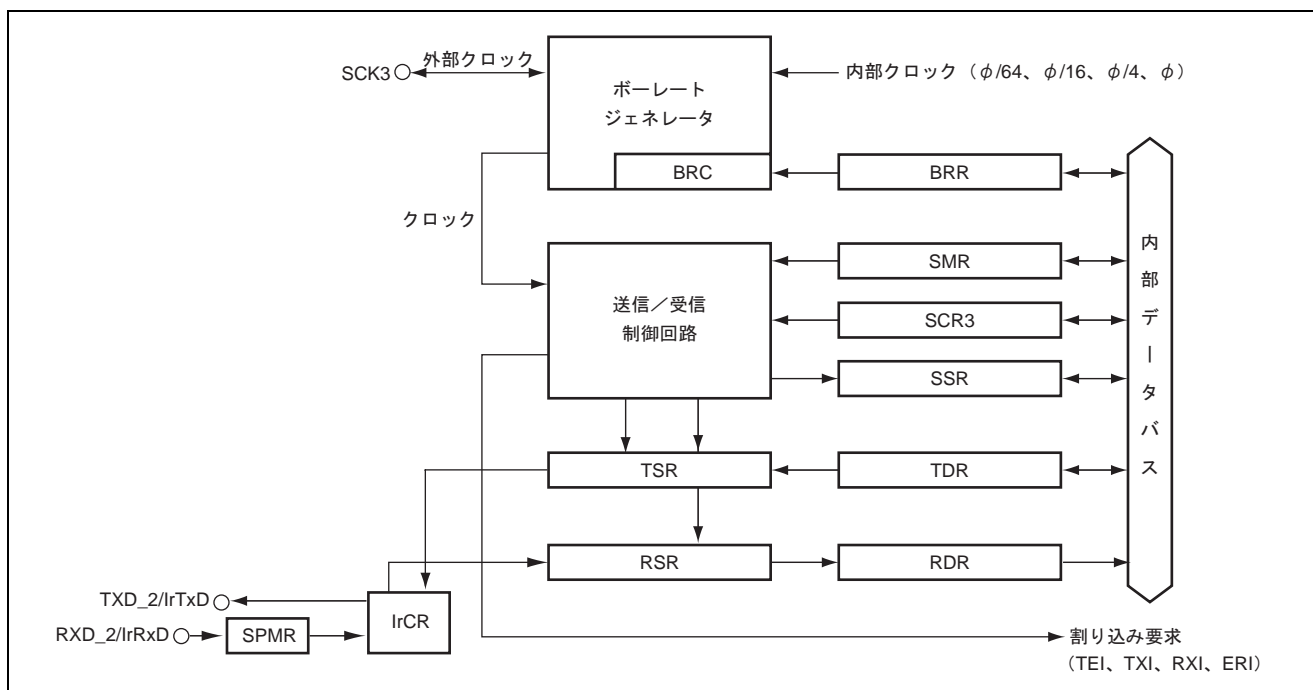 SCK3
外部クロック
ボーレート
ジェネレータ
内部クロック（φ/64、φ/16、φ/4、φ）
BRC
BRR
クロック
送信／受信
制御回路
SMR
SCR3
SSR
内部データバス
TSR
TDR
RSR
RDR
TXD_2/IrTxD
RXD_2/IrRxD
SPMR
IrCR
割り込み要求
（TEI、TXI、RXI、ERI）